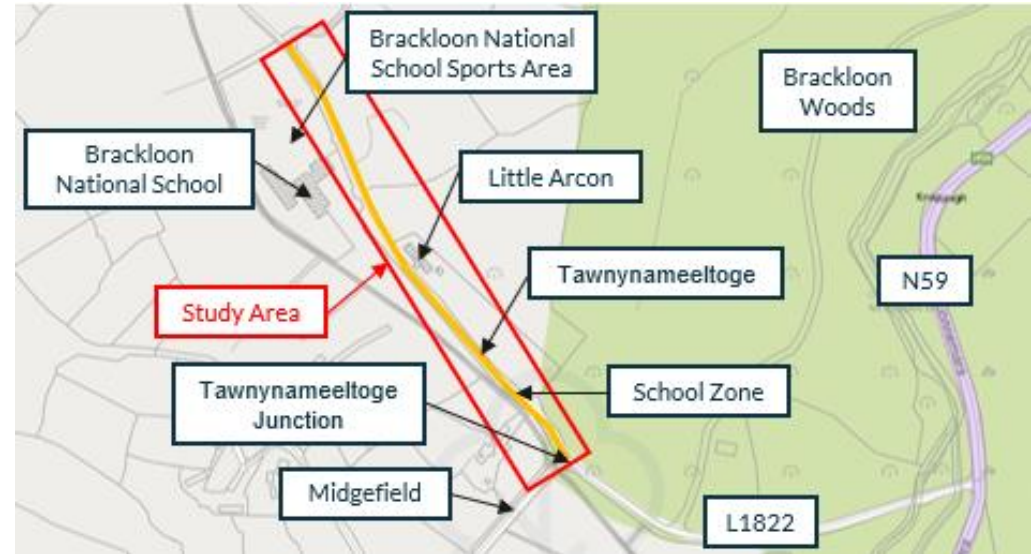 Brackloon National
School Sports Area
Brackloon
Woods
Brackloon
National School
Little Arcon
Tawnynameeltoge
N59
Study Area
Tawnynameeltoge
Junction
School Zone
Midgefield
L1822